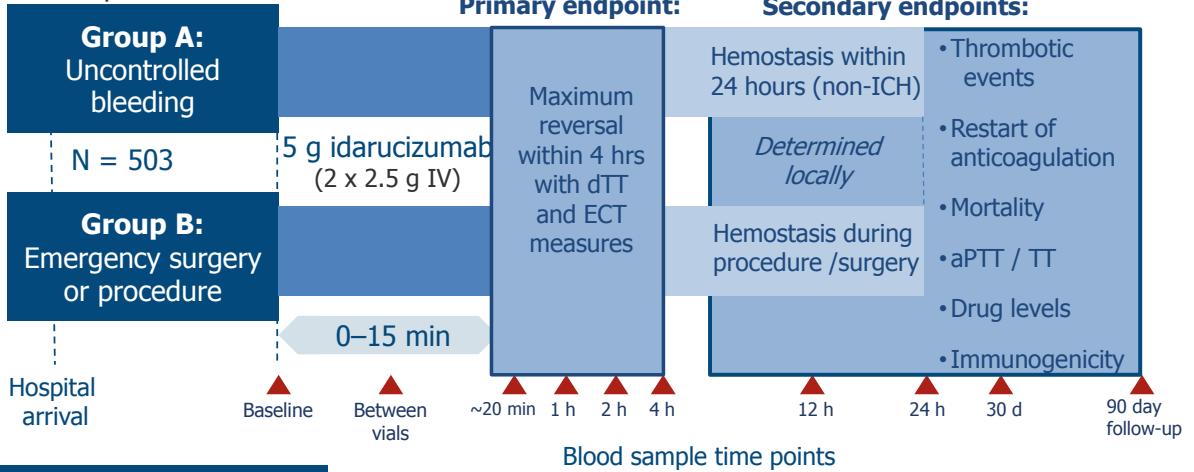 Primary endpoint:
Secondary endpoints:
Group A:
Uncontrolled
bleeding
N = 503
Group B:
Emergency surgery
or procedure
5 g idarucizumab
(2 x 2.5 g IV)
0–15 min
Maximum
reversal
within 4 hrs
with dTT
and ECT
measures
Hemostasis within
24 hours (non-ICH)
Determined
locally
Hemostasis during
procedure /surgery
•Thrombotic
events
•Restart of
anticoagulation
•Mortality
•aPTT / TT
•Drug levels
•Immunogenicity
Hospital
arrival
Baseline
Between
vials
~20 min
1 h
2 h
4 h
12 h
24 h
30 d
90 day
follow-up
Blood sample time points